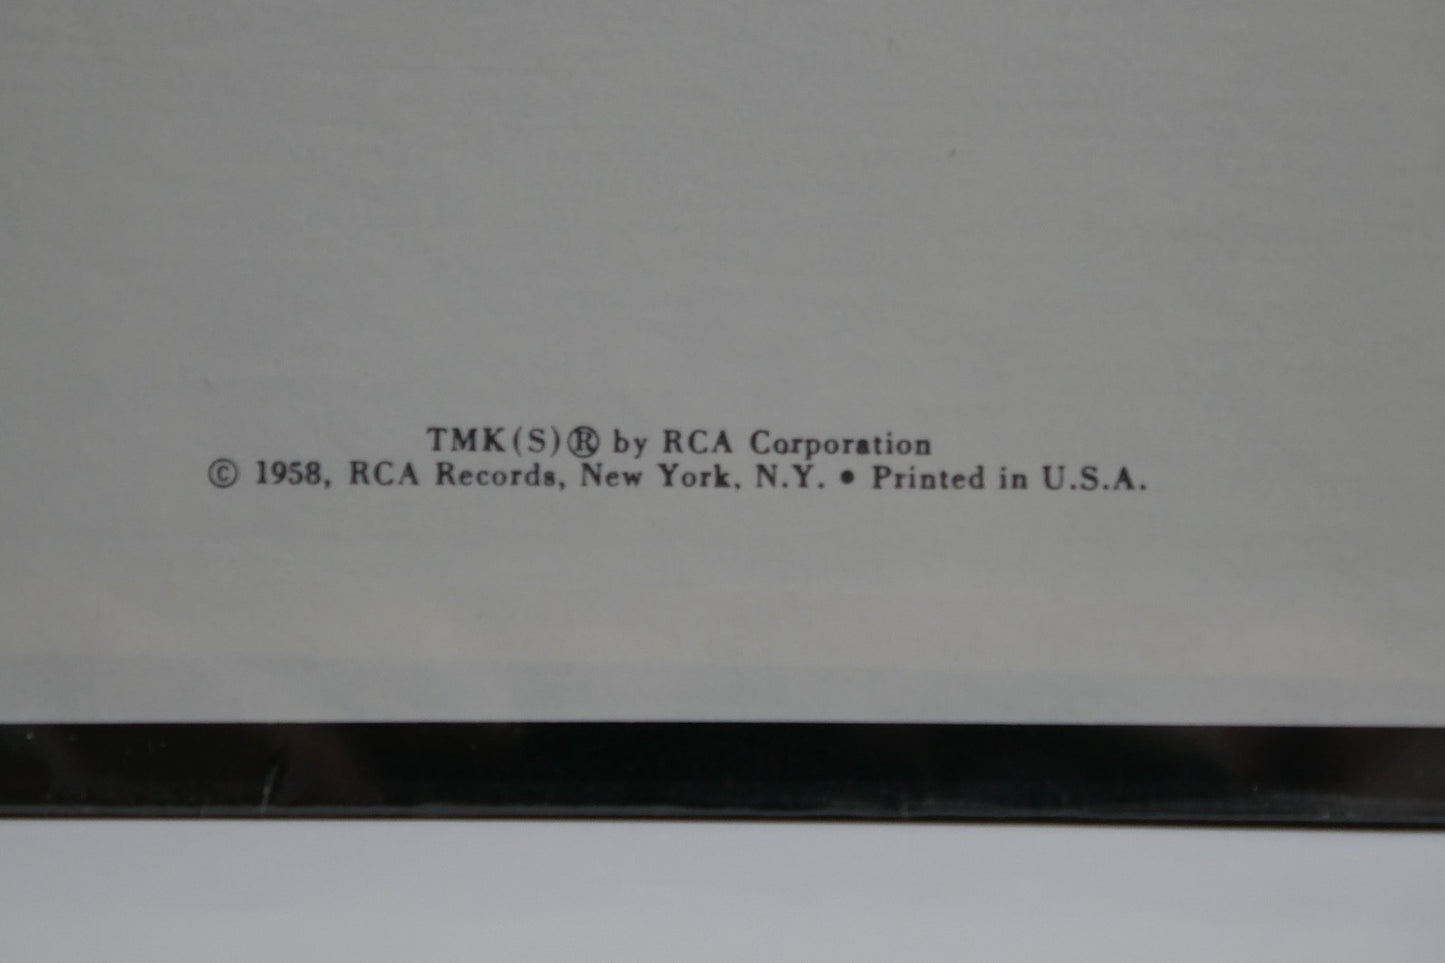 TMK(S)® by RCA Corporation
© 1958, RCA Records, New York, N.Y. • Printed in U.S.A.